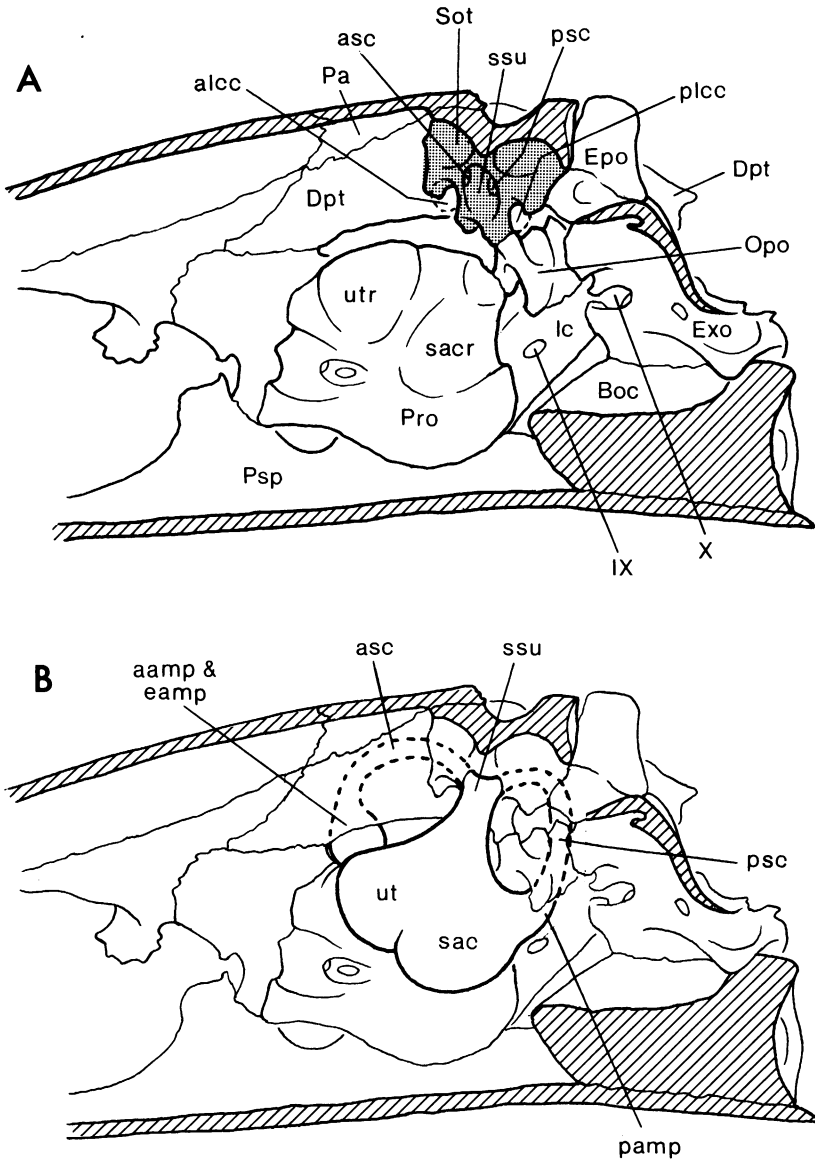 A
Sot
asc
psc
ssu
alcc
Pa
plcc
Epo
Dpt
Dpt
Opo
utr
Ic
sacr
Exo
Pro
Boc
Psp
IX
X
B
asc
ssu
aamp &
eamp
psc
ut
sac
pamp